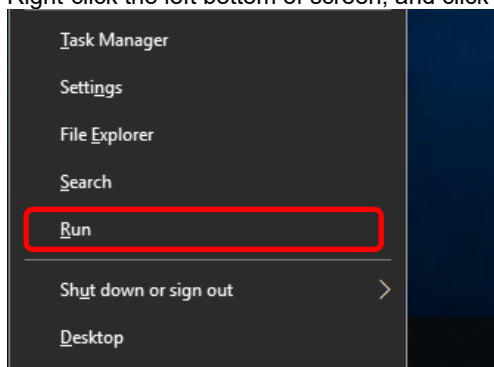 Right click the left bottom of screen, and click
Task Manager
Settings
File Explorer
Search
Run
Shut down or sign out
Desktop